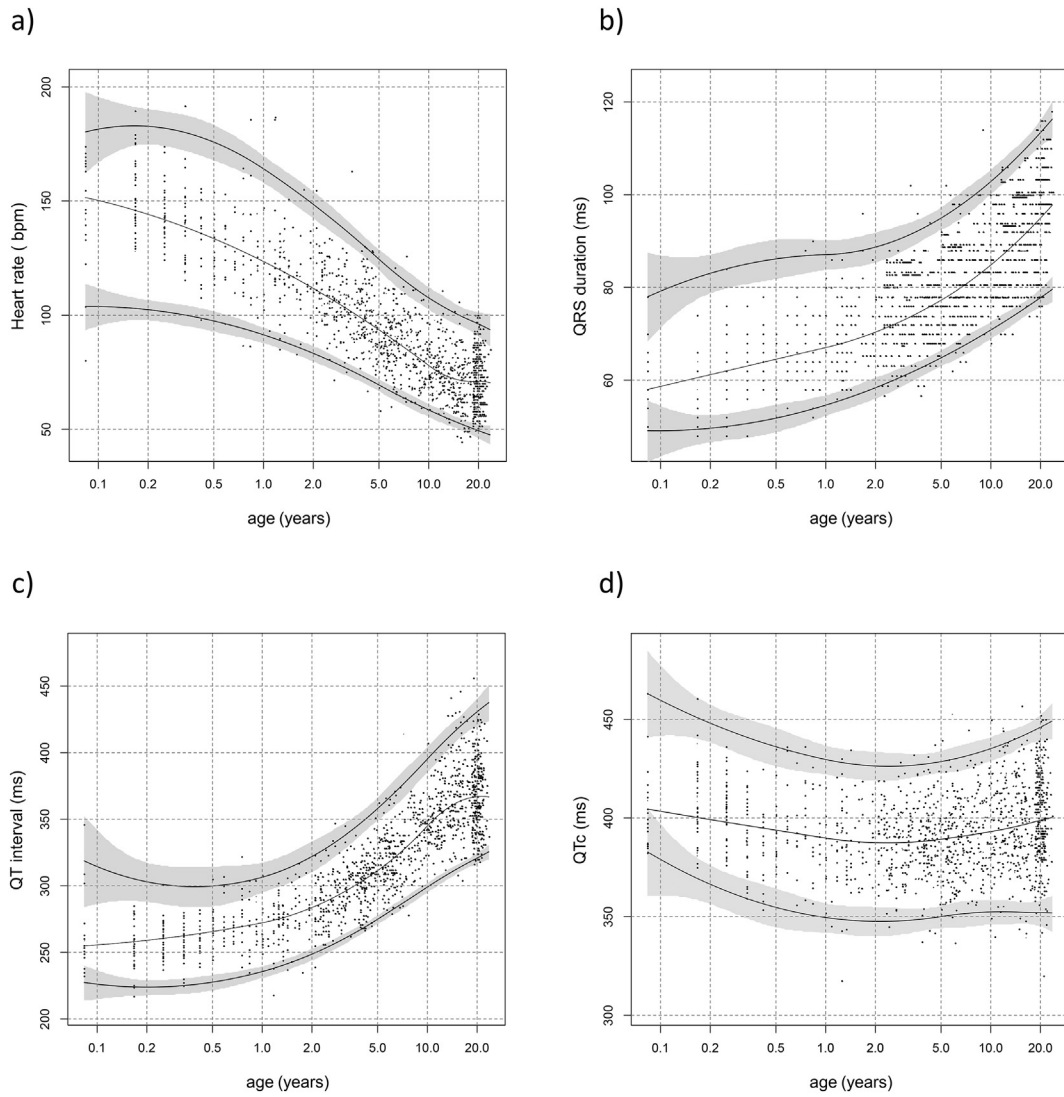 a)
Heart rate ( bpm)
200
150
100
50
0.1 0.2 0.5 1.0 2.0 5.0 10.0 20.0
age (years)
b)
QRS duration (ms)
120
100
80
60
0.1 0.2 0.5 1.0 2.0 5.0 10.0 20.0
age (years)
c)
QT interval (ms)
450
400
350
300
250
200
0.1 0.2 0.5 1.0 2.0 5.0 10.0 20.0
age (years)
d)
QTc (ms)
450
400
350
300
0.1 0.2 0.5 1.0 2.0 5.0 10.0 20.0
age (years)